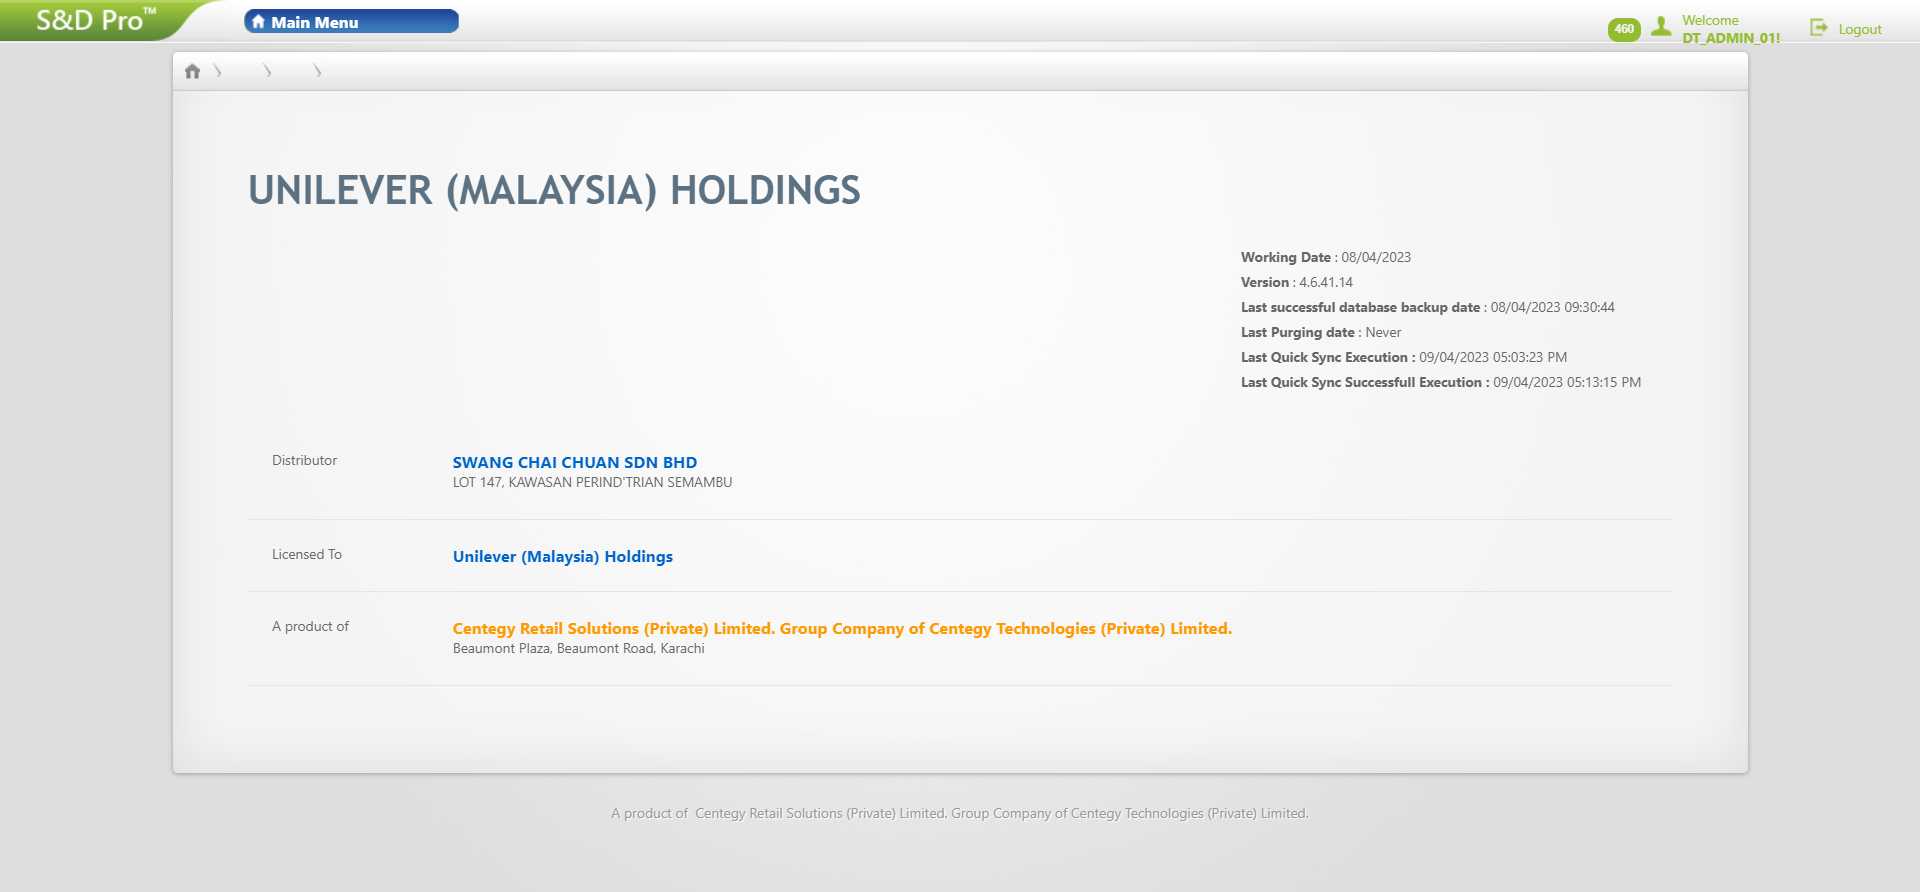 S&D Pro™
Main Menu
460
Welcome
DT_ADMIN_01!
Logout
UNILEVER (MALAYSIA) HOLDINGS
Working Date : 08/04/2023
Version : 4.6.41.14
Last successful database backup date : 08/04/2023 09:30:44
Last Purging date : Never
Last Quick Sync Execution : 09/04/2023 05:03:23 PM
Last Quick Sync Successfull Execution : 09/04/2023 05:13:15 PM
Distributor
SWANG CHAI CHUAN SDN BHD
LOT 147, KAWASAN PERIND'TRIAN SEMAMBU
Licensed To
Unilever (Malaysia) Holdings
A product of
Centegy Retail Solutions (Private) Limited. Group Company of Centegy Technologies (Private) Limited.
Beaumont Plaza, Beaumont Road, Karachi
A product of Centegy Retail Solutions (Private) Limited. Group Company of Centegy Technologies (Private) Limited.